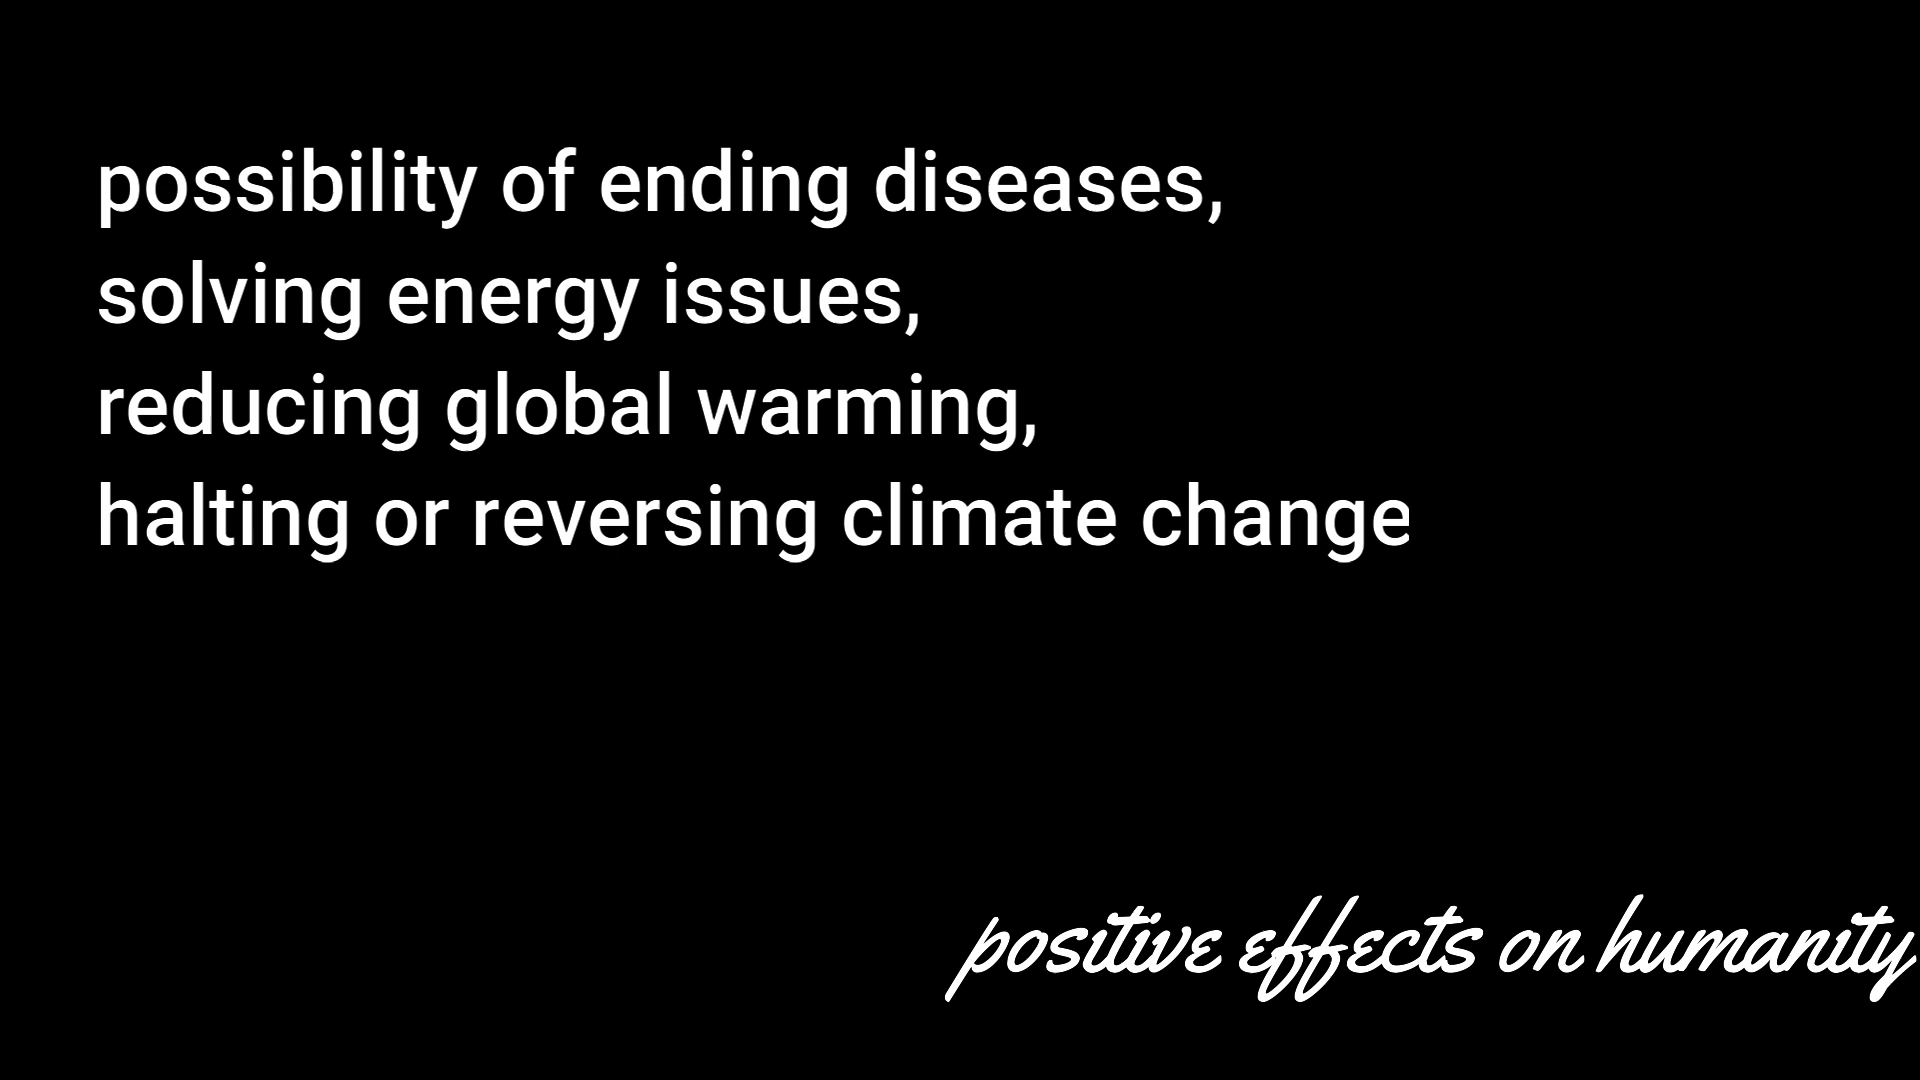 possibility of ending diseases,
solving energy issues,
reducing global warming,
halting or reversing climate change
positive effects on humanity